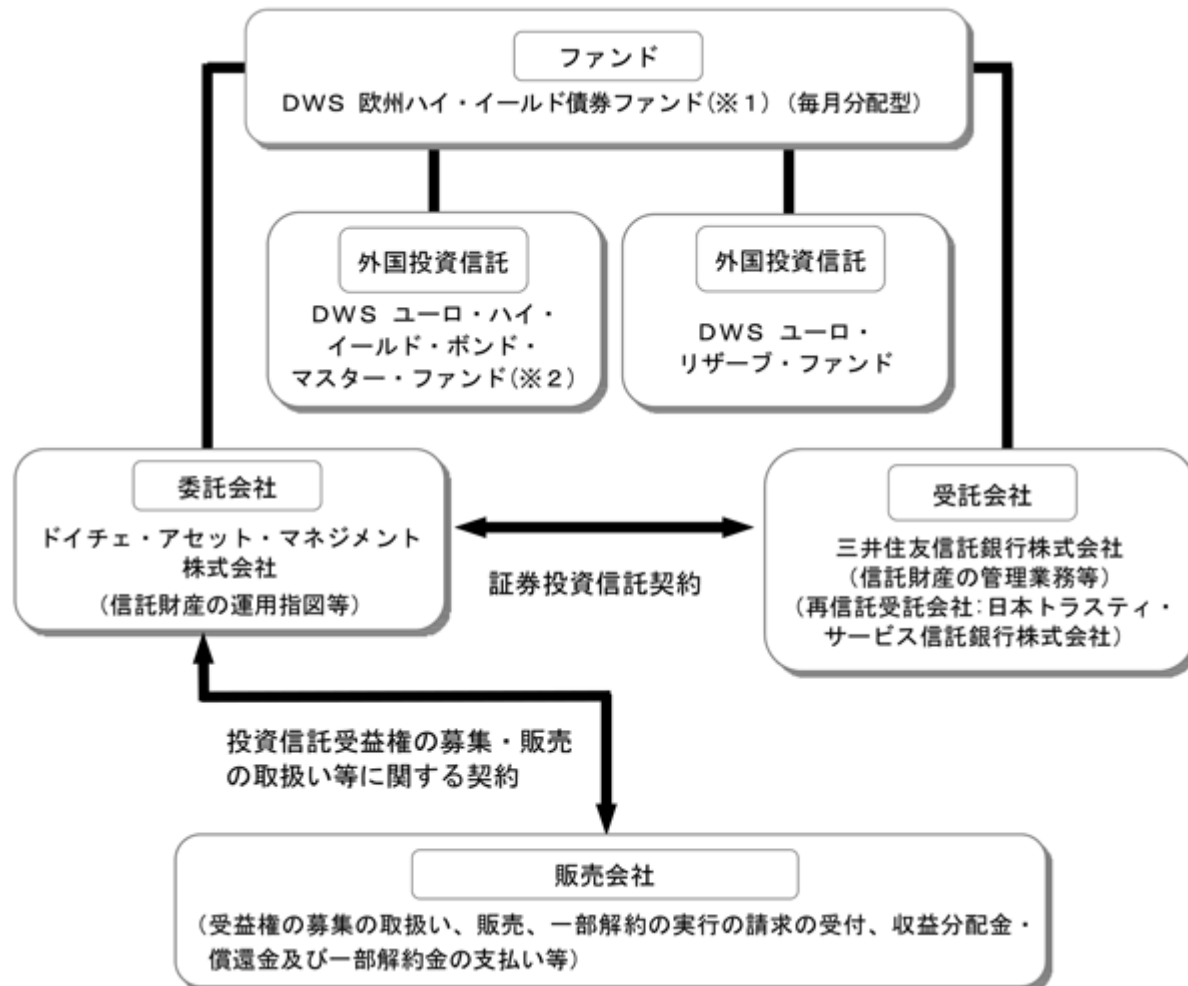 ファンド
DWS 欧州ハイ・イールド債券ファンド(※1)(毎月分配型)
外国投資信託
DWS ユーロ・ハイ・
イールド・ボンド・
マスター・ファンド(※2)
外国投資信託
DWS ユーロ・
リザーブ・ファンド
委託会社
ドイチェ・アセット・マネジメント
株式会社
(信託財産の運用指図等)
証券投資信託契約
受託会社
三井住友信託銀行株式会社
(信託財産の管理業務等)
(再信託受託会社:日本トラスティ・
サービス信託銀行株式会社)
投資信託受益権の募集・販売
の取扱い等に関する契約
販売会社
(受益権の募集の取扱い、販売、一部解約の実行の請求の受付、収益分配金・
償還金及び一部解約金の支払い等)